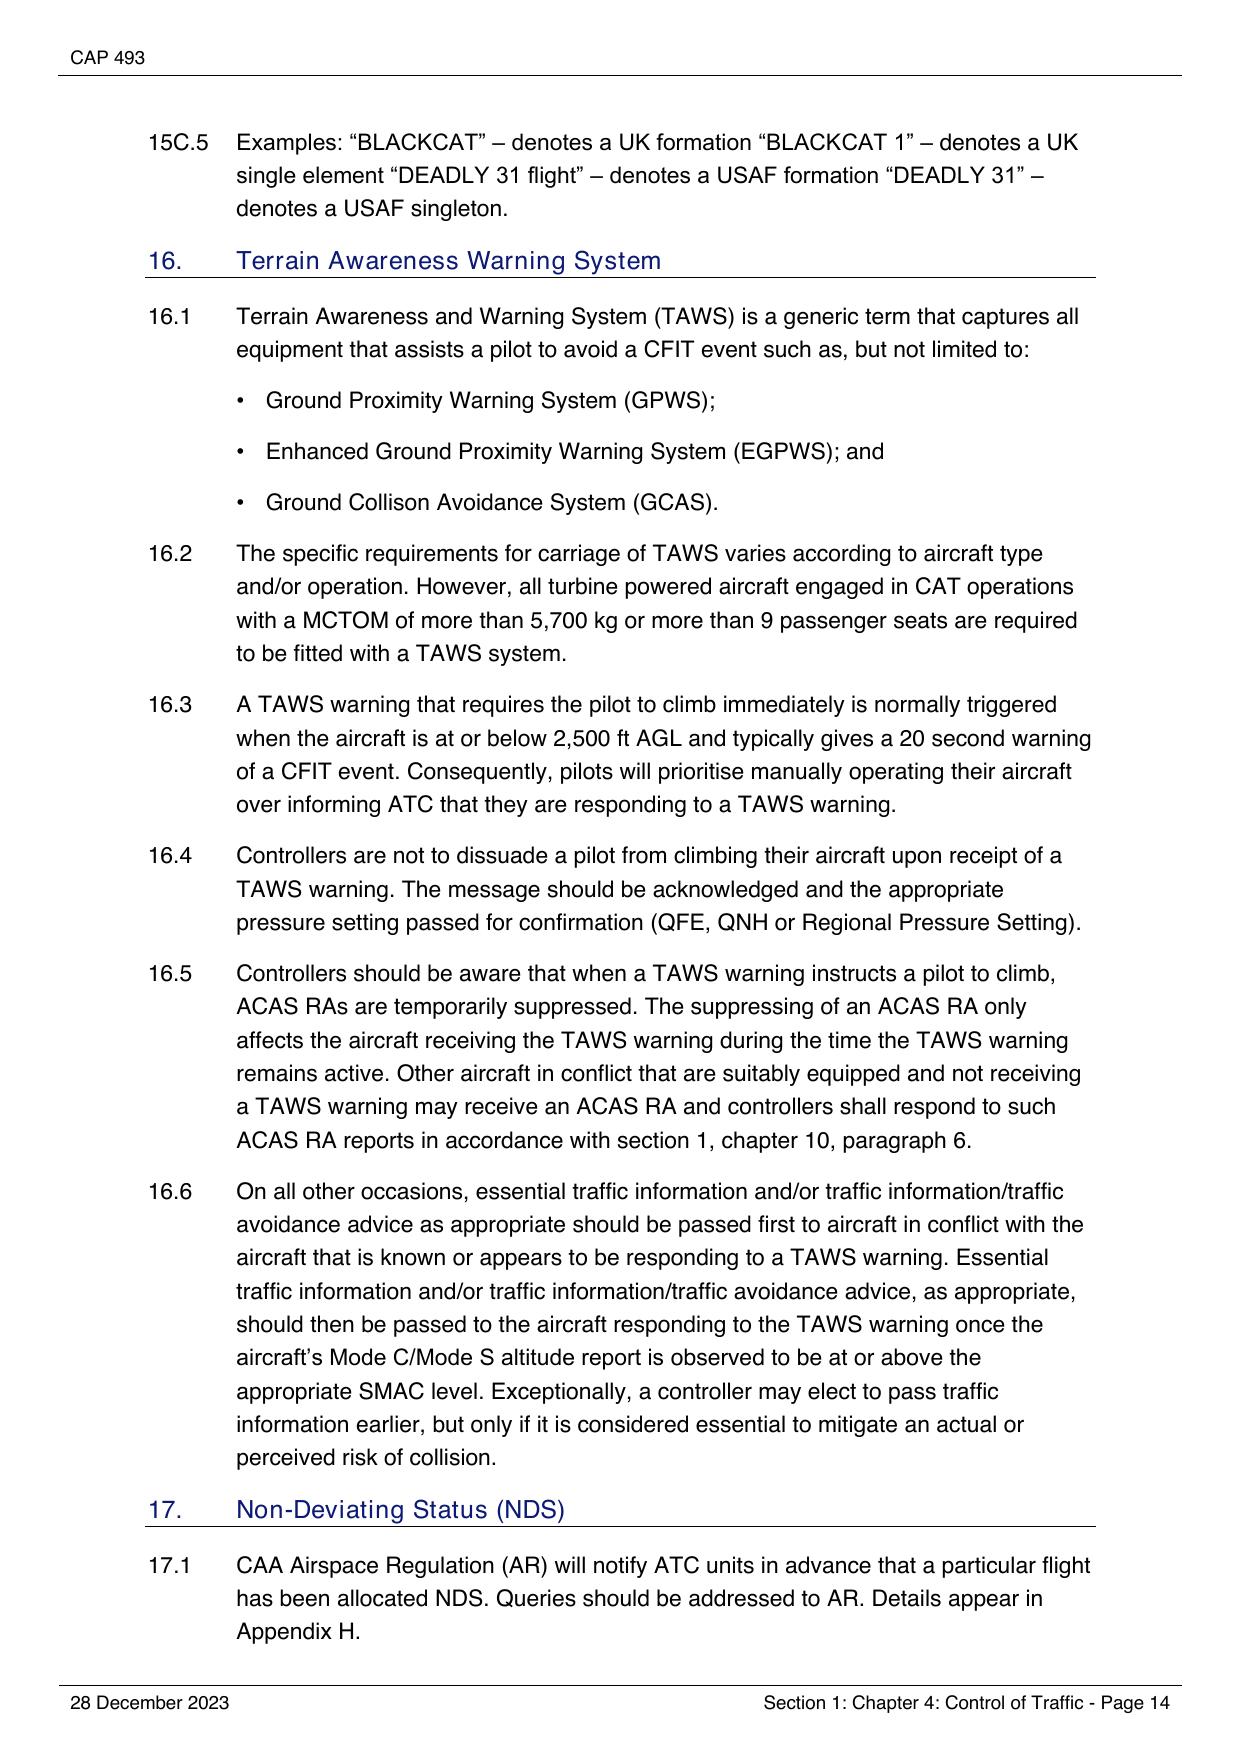 CAP 493
15C.5 Examples: “BLACKCAT” – denotes a UK formation “BLACKCAT 1” – denotes a UK
single element “DEADLY 31 flight” – denotes a USAF formation “DEADLY 31” –
denotes a USAF singleton.
16. Terrain Awareness Warning System
16.1 Terrain Awareness and Warning System (TAWS) is a generic term that captures all
equipment that assists a pilot to avoid a CFIT event such as, but not limited to:
• Ground Proximity Warning System (GPWS);
• Enhanced Ground Proximity Warning System (EGPWS); and
• Ground Collison Avoidance System (GCAS).
16.2 The specific requirements for carriage of TAWS varies according to aircraft type
and/or operation. However, all turbine powered aircraft engaged in CAT operations
with a MCTOM of more than 5,700 kg or more than 9 passenger seats are required
to be fitted with a TAWS system.
16.3 A TAWS warning that requires the pilot to climb immediately is normally triggered
when the aircraft is at or below 2,500 ft AGL and typically gives a 20 second warning
of a CFIT event. Consequently, pilots will prioritise manually operating their aircraft
over informing ATC that they are responding to a TAWS warning.
16.4 Controllers are not to dissuade a pilot from climbing their aircraft upon receipt of a
TAWS warning. The message should be acknowledged and the appropriate
pressure setting passed for confirmation (QFE, QNH or Regional Pressure Setting).
16.5 Controllers should be aware that when a TAWS warning instructs a pilot to climb,
ACAS RAs are temporarily suppressed. The suppressing of an ACAS RA only
affects the aircraft receiving the TAWS warning during the time the TAWS warning
remains active. Other aircraft in conflict that are suitably equipped and not receiving
a TAWS warning may receive an ACAS RA and controllers shall respond to such
ACAS RA reports in accordance with section 1, chapter 10, paragraph 6.
16.6 On all other occasions, essential traffic information and/or traffic information/traffic
avoidance advice as appropriate should be passed first to aircraft in conflict with the
aircraft that is known or appears to be responding to a TAWS warning. Essential
traffic information and/or traffic information/traffic avoidance advice, as appropriate,
should then be passed to the aircraft responding to the TAWS warning once the
aircraft’s Mode C/Mode S altitude report is observed to be at or above the
appropriate SMAC level. Exceptionally, a controller may elect to pass traffic
information earlier, but only if it is considered essential to mitigate an actual or
perceived risk of collision.
17. Non-Deviating Status (NDS)
17.1 CAA Airspace Regulation (AR) will notify ATC units in advance that a particular flight
has been allocated NDS. Queries should be addressed to AR. Details appear in
Appendix H.
28 December 2023 Section 1: Chapter 4: Control of Traffic - Page 14